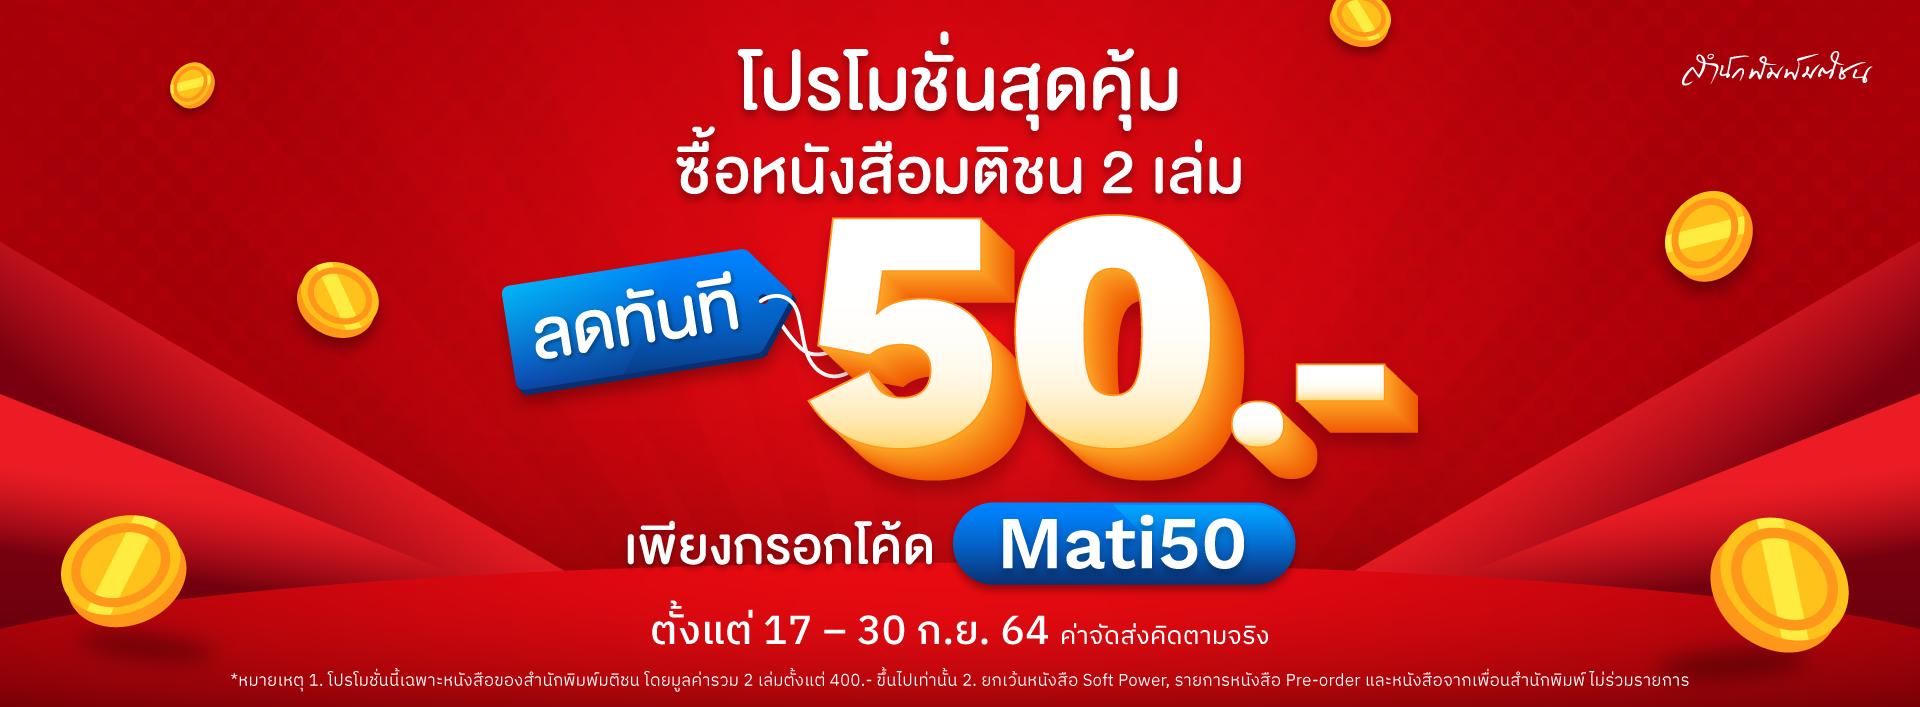 สำนักพิมพ์มติชน
โปรโมชั่นสุดคุ้ม
ซื้อหนังสือมติชน 2 เล่ม
ลดทันที
50.-
เพียงกรอกโค้ด Mati50
ตั้งแต่ 17 – 30 ก.ย. 64 ค่าจัดส่งคิดตามจริง
*หมายเหตุ 1. โปรโมชั่นนี้เฉพาะหนังสือของสำนักพิมพ์มติชน โดยมูลค่ารวม 2 เล่มตั้งแต่ 400.- ขึ้นไปเท่านั้น 2. ยกเว้นหนังสือ Soft Power, รายการหนังสือ Pre-order และหนังสือจากเพื่อนสำนักพิมพ์ ไม่ร่วมรายการ